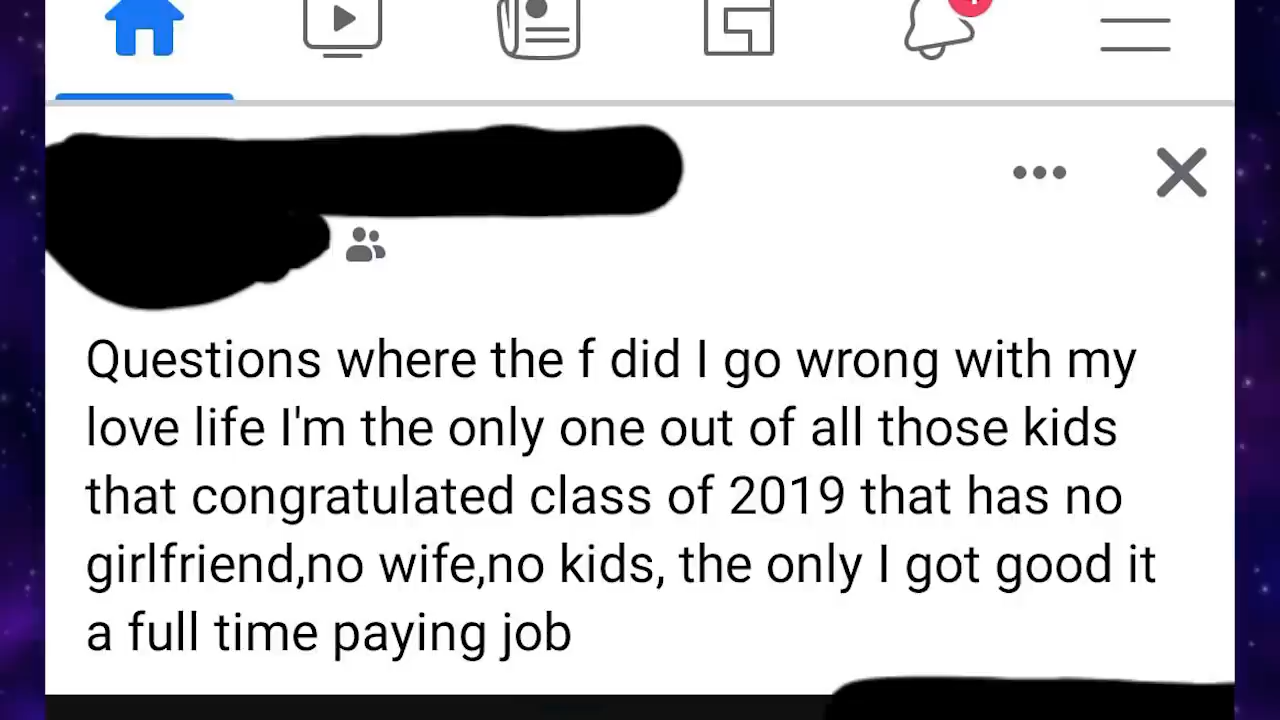 Questions where the f did I go wrong with my
love life I'm the only one out of all those kids
that congratulated class of 2019 that has no
girlfriend,no wife,no kids, the only I got good it
a full time paying job